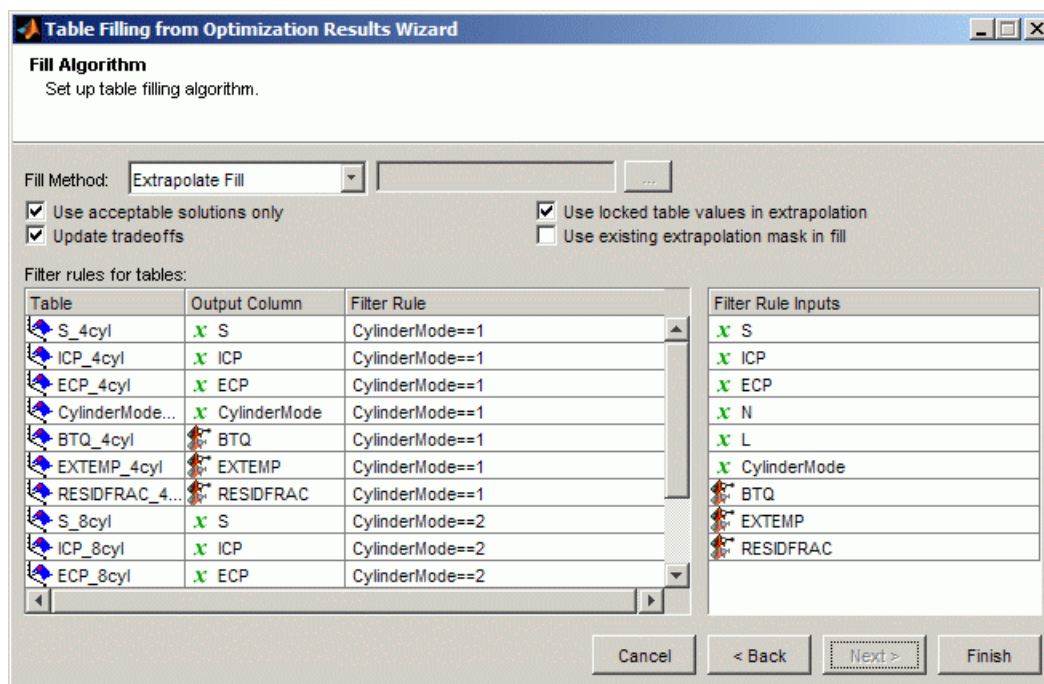 Table Filling from Optimization Results Wizard
Fill Algorithm
Set up table filling algorithm.
Fill Method: Extrapolate Fill ...
Use acceptable solutions only Use locked table values in extrapolation
Update tradeoffs Use existing extrapolation mask in fill
Filter rules for tables:
Table Output Column Filter Rule Filter Rule Inputs
S_4cyl x S CylinderMode==1 x S
ICP_4cyl x ICP CylinderMode==1 x ICP
ECP_4cyl x ECP CylinderMode==1 x ECP
CylinderMode... x CylinderMode CylinderMode==1 x N
BTQ_4cyl BTQ CylinderMode==1 x L
EXTEMP_4cyl EXTEMP CylinderMode==1 x CylinderMode
RESIDFRAC_4... RESIDFRAC CylinderMode==1 BTQ
S_8cyl x S CylinderMode==2 EXTEMP
ICP_8cyl x ICP CylinderMode==2 RESIDFRAC
ECP_8cyl x ECP CylinderMode==2
Cancel < Back Next > Finish